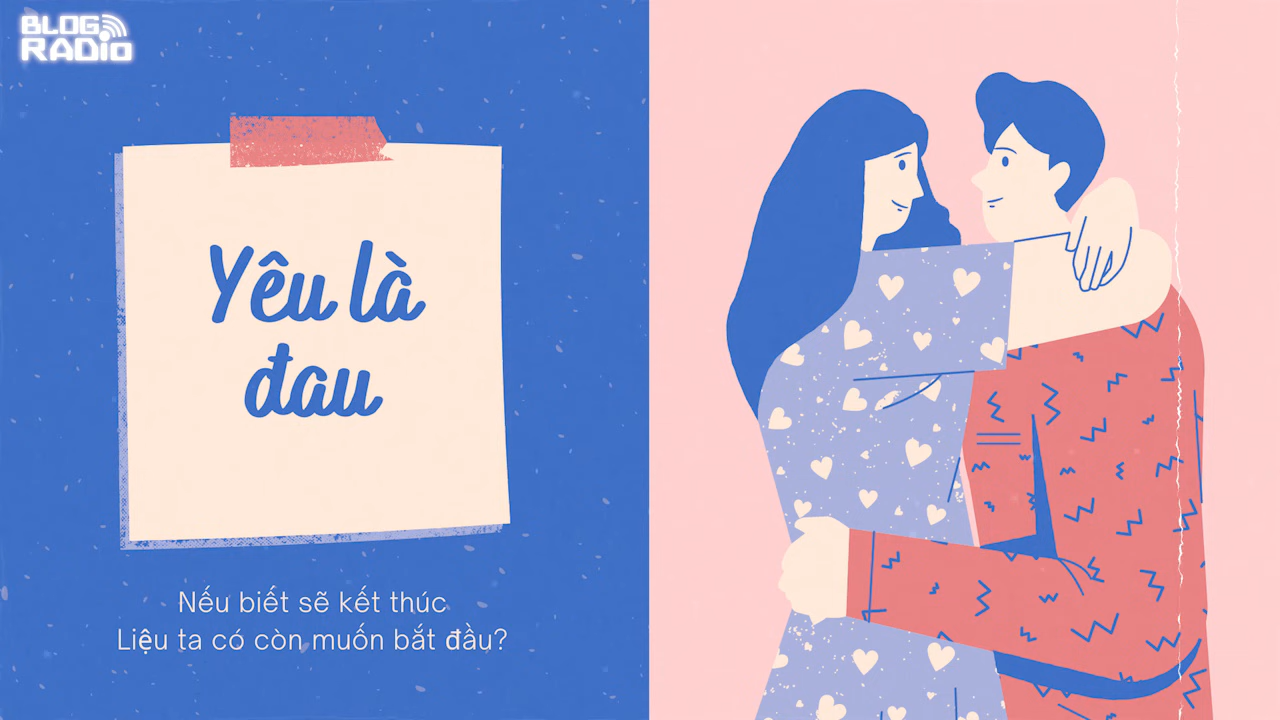 BLOG
RADIO
Yêu là
đau
Nếu biết sẽ kết thúc
Liệu ta có còn muốn bắt đầu?